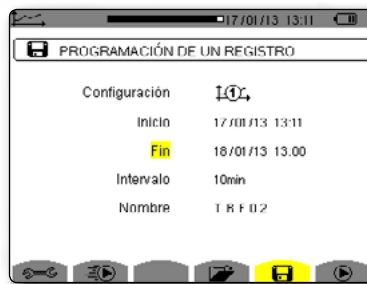 17/01/13 13:11
PROGRAMACIÓN DE UN REGISTRO
Configuración 1
Inicio 17/01/13 13:11
Fin 18/01/13 13:00
Intervalo 10min
Nombre T R F 0 2